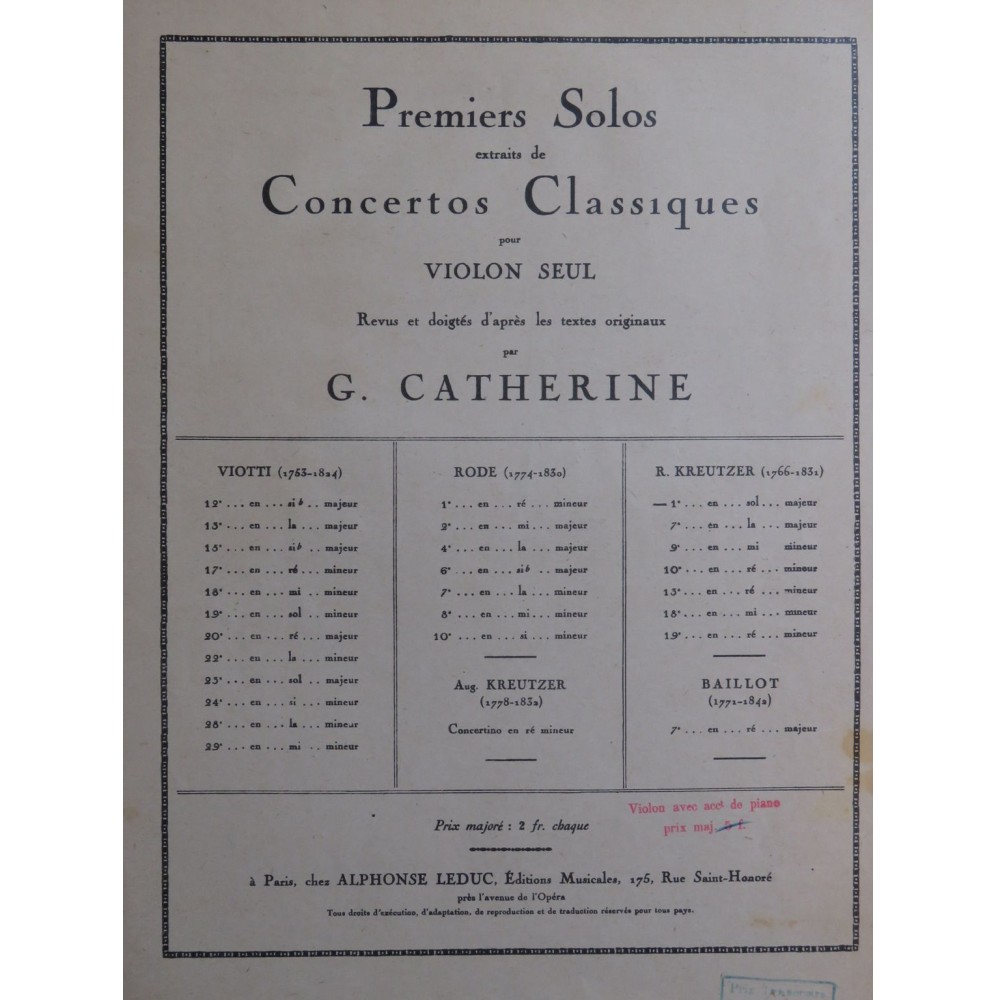 Premiers Solos
extraits de
Concertos Classiques
pour
VIOLON SEUL
Revus et doigtés d'après les textes originaux
par
G. CATHERINE
VIOTTI (1753-1824)
12e ... en ... sib .. majeur
13e ... en ... la ... majeur
15e ... en ... sib .. majeur
17e ... en ... ré ... mineur
18e ... en ... mi ... mineur
19e ... en ... sol ... mineur
20e ... en ... ré ... majeur
22e ... en ... la ... mineur
23e ... en ... sol .. majeur
24e ... en ... si ... mineur
28e ... en ... la ... mineur
29e ... en ... mi .. mineur
RODE (1774-1830)
1e ... en ... ré ... mineur
2e ... en ... mi ... majeur
4e ... en ... la ... majeur
6e ... en ... sib .. majeur
7e ... en ... la ... mineur
8e ... en ... mi ... mineur
10e ... en ... si ... mineur
Aug. KREUTZER
(1778-1832)
Concertino en ré mineur
R. KREUTZER (1766-1831)
1e ... en ... sol ... majeur
7e ... en ... la ... majeur
9e ... en ... mi mineur
10e ... en ... ré ... mineur
13e ... en ... ré ... mineur
18e ... en ... mi ... mineur
19e ... en ... ré ... mineur
BAILLOT
(1771-1842)
7e ... en ... ré ... majeur
Violon avec acct de piano
prix maj. 5 f.
Prix majoré : 2 fr. chaque
à Paris, chez ALPHONSE LEDUC, Éditions Musicales, 175, Rue Saint-Honoré
près l'avenue de l'Opéra
Tous droits d'exécution, d'adaptation, de reproduction et de traduction réservés pour tous pays.